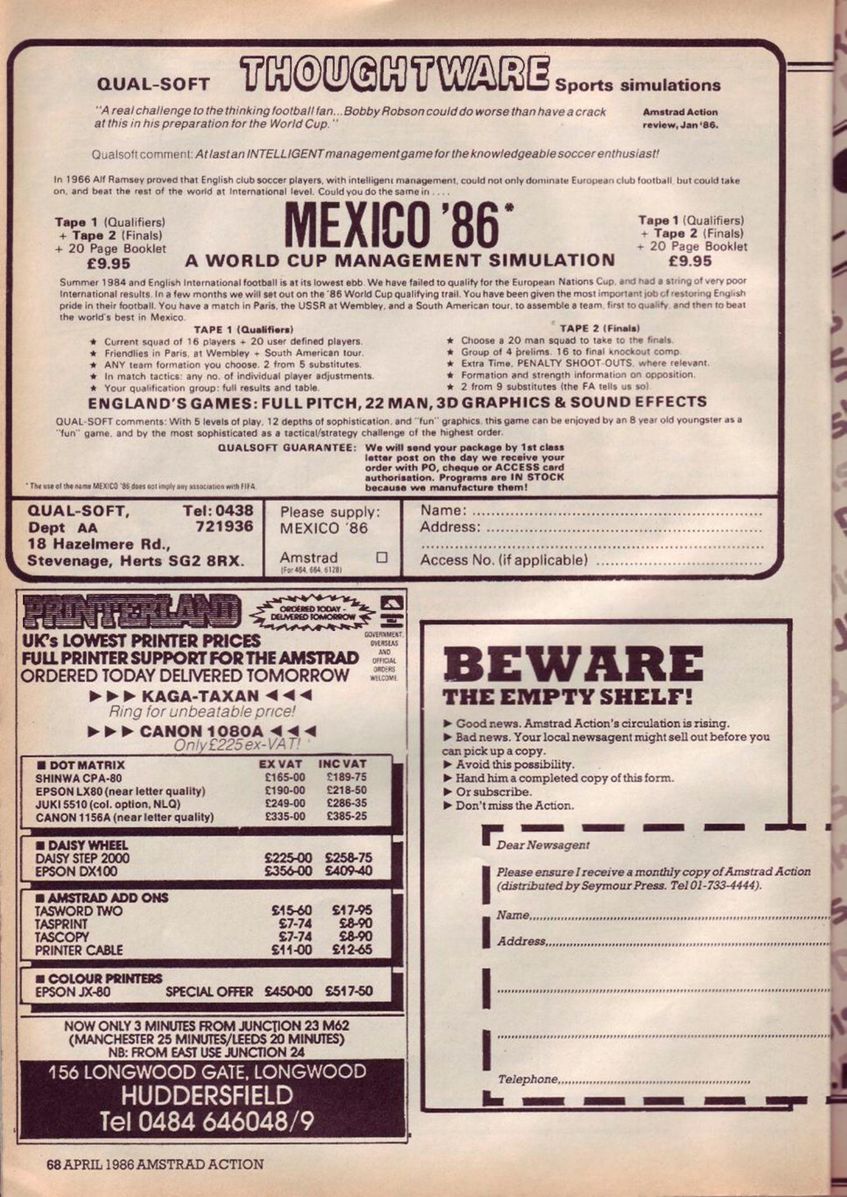 QUAL-SOFT THOUGHTWARE Sports simulations
"A real challenge to the thinking football fan...Bobby Robson could do worse than have a crack
at this in his preparation for the World Cup."
Amstrad Action
review, Jan '86.
Qualsoft comment: At last an INTELLIGENT management game for the knowledgeable soccer enthusiast!
In 1966 Alf Ramsey proved that English club soccer players, with intelligent management, could not only dominate European club football, but could take
on, and beat the rest of the world at International level. Could you do the same in . . . .
Tape 1 (Qualifiers)
+ Tape 2 (Finals)
+ 20 Page Booklet
£9.95
MEXICO '86*
A WORLD CUP MANAGEMENT SIMULATION
Tape 1 (Qualifiers)
+ Tape 2 (Finals)
+ 20 Page Booklet
£9.95
Summer 1984 and English International football is at its lowest ebb. We have failed to qualify for the European Nations Cup, and had a string of very poor
International results. In a few months we will set out on the '86 World Cup qualifying trail. You have been given the most important job of restoring English
pride in their football. You have a match in Paris, the USSR at Wembley, and a South American tour, to assemble a team, first to qualify, and then to beat
the world's best in Mexico.
TAPE 1 (Qualifiers)
★ Current squad of 16 players + 20 user defined players.
★ Friendlies in Paris, at Wembley + South American tour.
★ ANY team formation you choose, 2 from 5 substitutes.
★ In match tactics: any no. of individual player adjustments.
★ Your qualification group: full results and table.
TAPE 2 (Finals)
★ Choose a 20 man squad to take to the finals.
★ Group of 4 prelims, 16 to final knockout comp.
★ Extra Time, PENALTY SHOOT-OUTS, where relevant.
★ Formation and strength information on opposition.
★ 2 from 9 substitutes (the FA tells us so).
ENGLAND'S GAMES: FULL PITCH, 22 MAN, 3D GRAPHICS & SOUND EFFECTS
QUAL-SOFT comments: With 5 levels of play, 12 depths of sophistication, and "fun" graphics, this game can be enjoyed by an 8 year old youngster as a
"fun" game, and by the most sophisticated as a tactical/strategy challenge of the highest order.
QUALSOFT GUARANTEE: We will send your package by 1st class
letter post on the day we receive your
order with PO, cheque or ACCESS card
authorisation. Programs are IN STOCK
because we manufacture them!
* The use of the name MEXICO '86 does not imply any association with FIFA.
QUAL-SOFT, Tel: 0438
Dept AA 721936
18 Hazelmere Rd.,
Stevenage, Herts SG2 8RX.
Please supply:
MEXICO '86
Amstrad
(For 464, 664, 6128)
Name: ....................
Address: ....................
....................
Access No. (if applicable) ....................
PRINTERLAND
ORDERED TODAY -
DELIVERED TOMORROW
GOVERNMENT,
OVERSEAS
AND
OFFICIAL
ORDERS
WELCOME.
UK's LOWEST PRINTER PRICES
FULL PRINTER SUPPORT FOR THE AMSTRAD
ORDERED TODAY DELIVERED TOMORROW
►►► KAGA-TAXAN ◄◄◄
Ring for unbeatable price!
►►► CANON 1080A ◄◄◄
Only £225 ex-VAT!
■ DOT MATRIX EX VAT INC VAT
SHINWA CPA-80 £165-00 £189-75
EPSON LX80 (near letter quality) £190-00 £218-50
JUKI 5510 (col. option, NLQ) £249-00 £286-35
CANON 1156A (near letter quality) £335-00 £385-25
■ DAISY WHEEL
DAISY STEP 2000 £225-00 £258-75
EPSON DX100 £356-00 £409-40
■ AMSTRAD ADD ONS
TASWORD TWO £15-60 £17-95
TASPRINT £7-74 £8-90
TASCOPY £7-74 £8-90
PRINTER CABLE £11-00 £12-65
■ COLOUR PRINTERS
EPSON JX-80 SPECIAL OFFER £450-00 £517-50
NOW ONLY 3 MINUTES FROM JUNCTION 23 M62
(MANCHESTER 25 MINUTES/LEEDS 20 MINUTES)
NB: FROM EAST USE JUNCTION 24
156 LONGWOOD GATE, LONGWOOD
HUDDERSFIELD
Tel 0484 646048/9
BEWARE
THE EMPTY SHELF!
► Good news. Amstrad Action's circulation is rising.
► Bad news. Your local newsagent might sell out before you
can pick up a copy.
► Avoid this possibility.
► Hand him a completed copy of this form.
► Or subscribe.
► Don't miss the Action.
Dear Newsagent
Please ensure I receive a monthly copy of Amstrad Action
(distributed by Seymour Press. Tel 01-733-4444).
Name....................
Address....................
....................
....................
Telephone....................
68 APRIL 1986 AMSTRAD ACTION